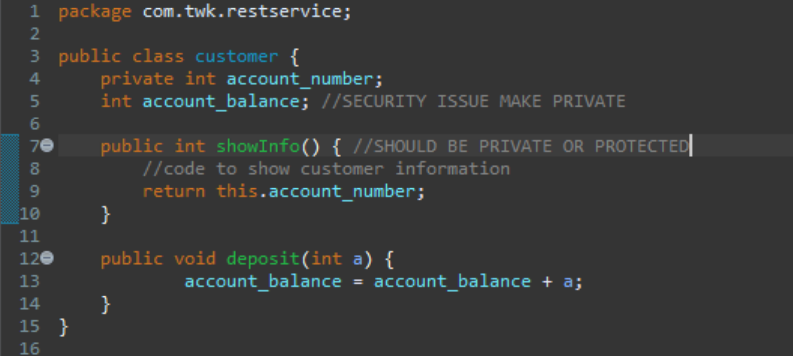 1 package com.twk.restservice;
2
3 public class customer {
4     private int account_number;
5     int account_balance; //SECURITY ISSUE MAKE PRIVATE
6
7     public int showInfo() { //SHOULD BE PRIVATE OR PROTECTED
8         //code to show customer information
9         return this.account_number;
10     }
11
12     public void deposit(int a) {
13             account_balance = account_balance + a;
14     }
15 }
16